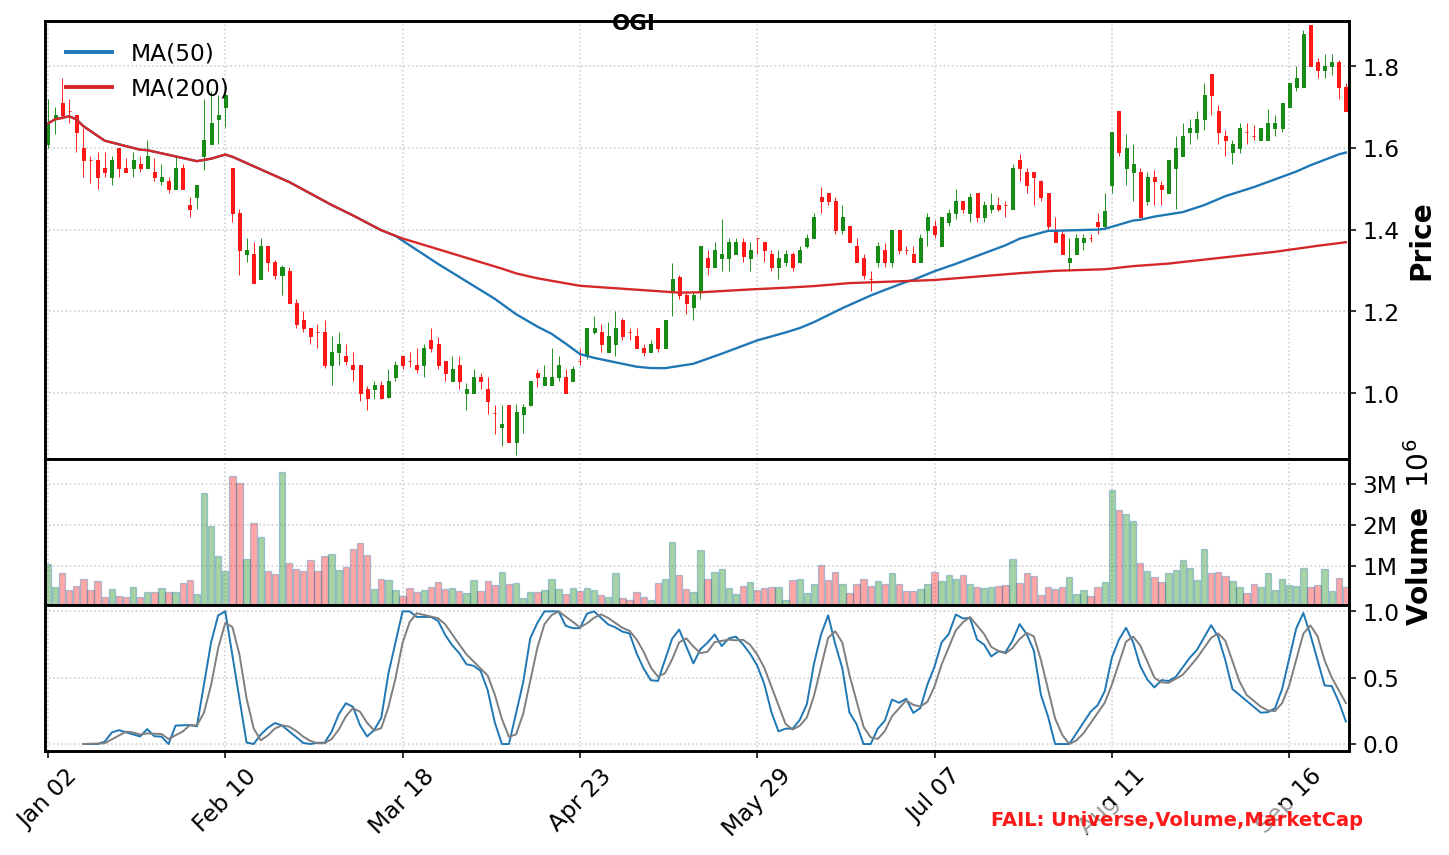 OGI
MA(50)
MA(200)
1.8
1.6
1.4
1.2
1.0
Price
3M
2M
1M
Volume 10^6
1.0
0.5
0.0
Jan 02
Feb 10
Mar 18
Apr 23
May 29
Jul 07
Aug 11
Sep 16
FAIL: Universe,Volume,MarketCap